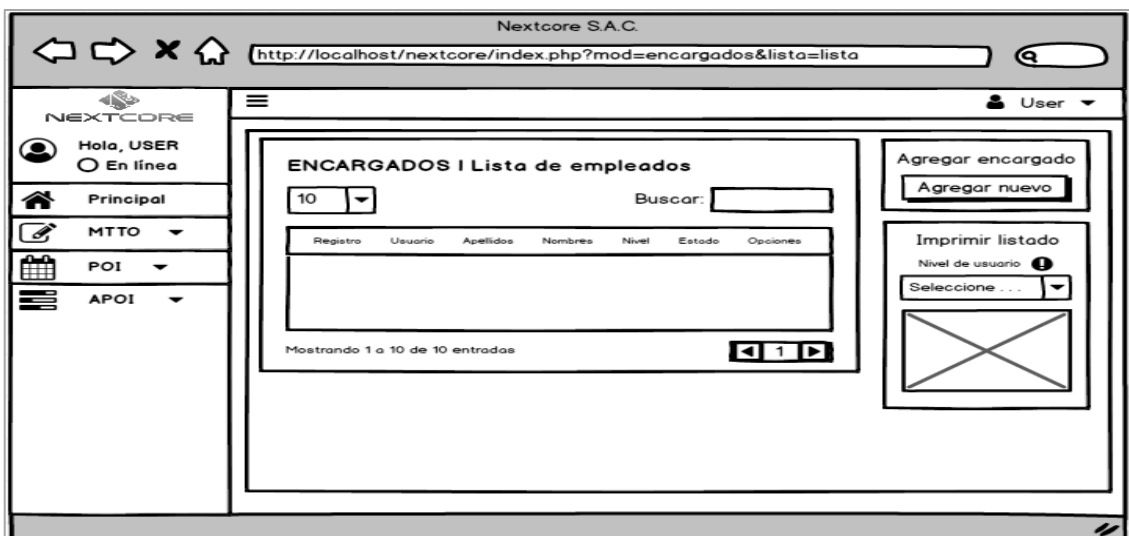 Nextcore S.A.C.
http://localhost/nextcore/index.php?mod=encargados&lista=lista
NEXTCORE
Hola, USER
En línea
Principal
MTTO
POI
APOI
User
ENCARGADOS | Lista de empleados
10
Buscar:
Registro Usuario Apellidos Nombres Nivel Estado Opciones
Mostrando 1 a 10 de 10 entradas
1
Agregar encargado
Agregar nuevo
Imprimir listado
Nivel de usuario
Seleccione . . .